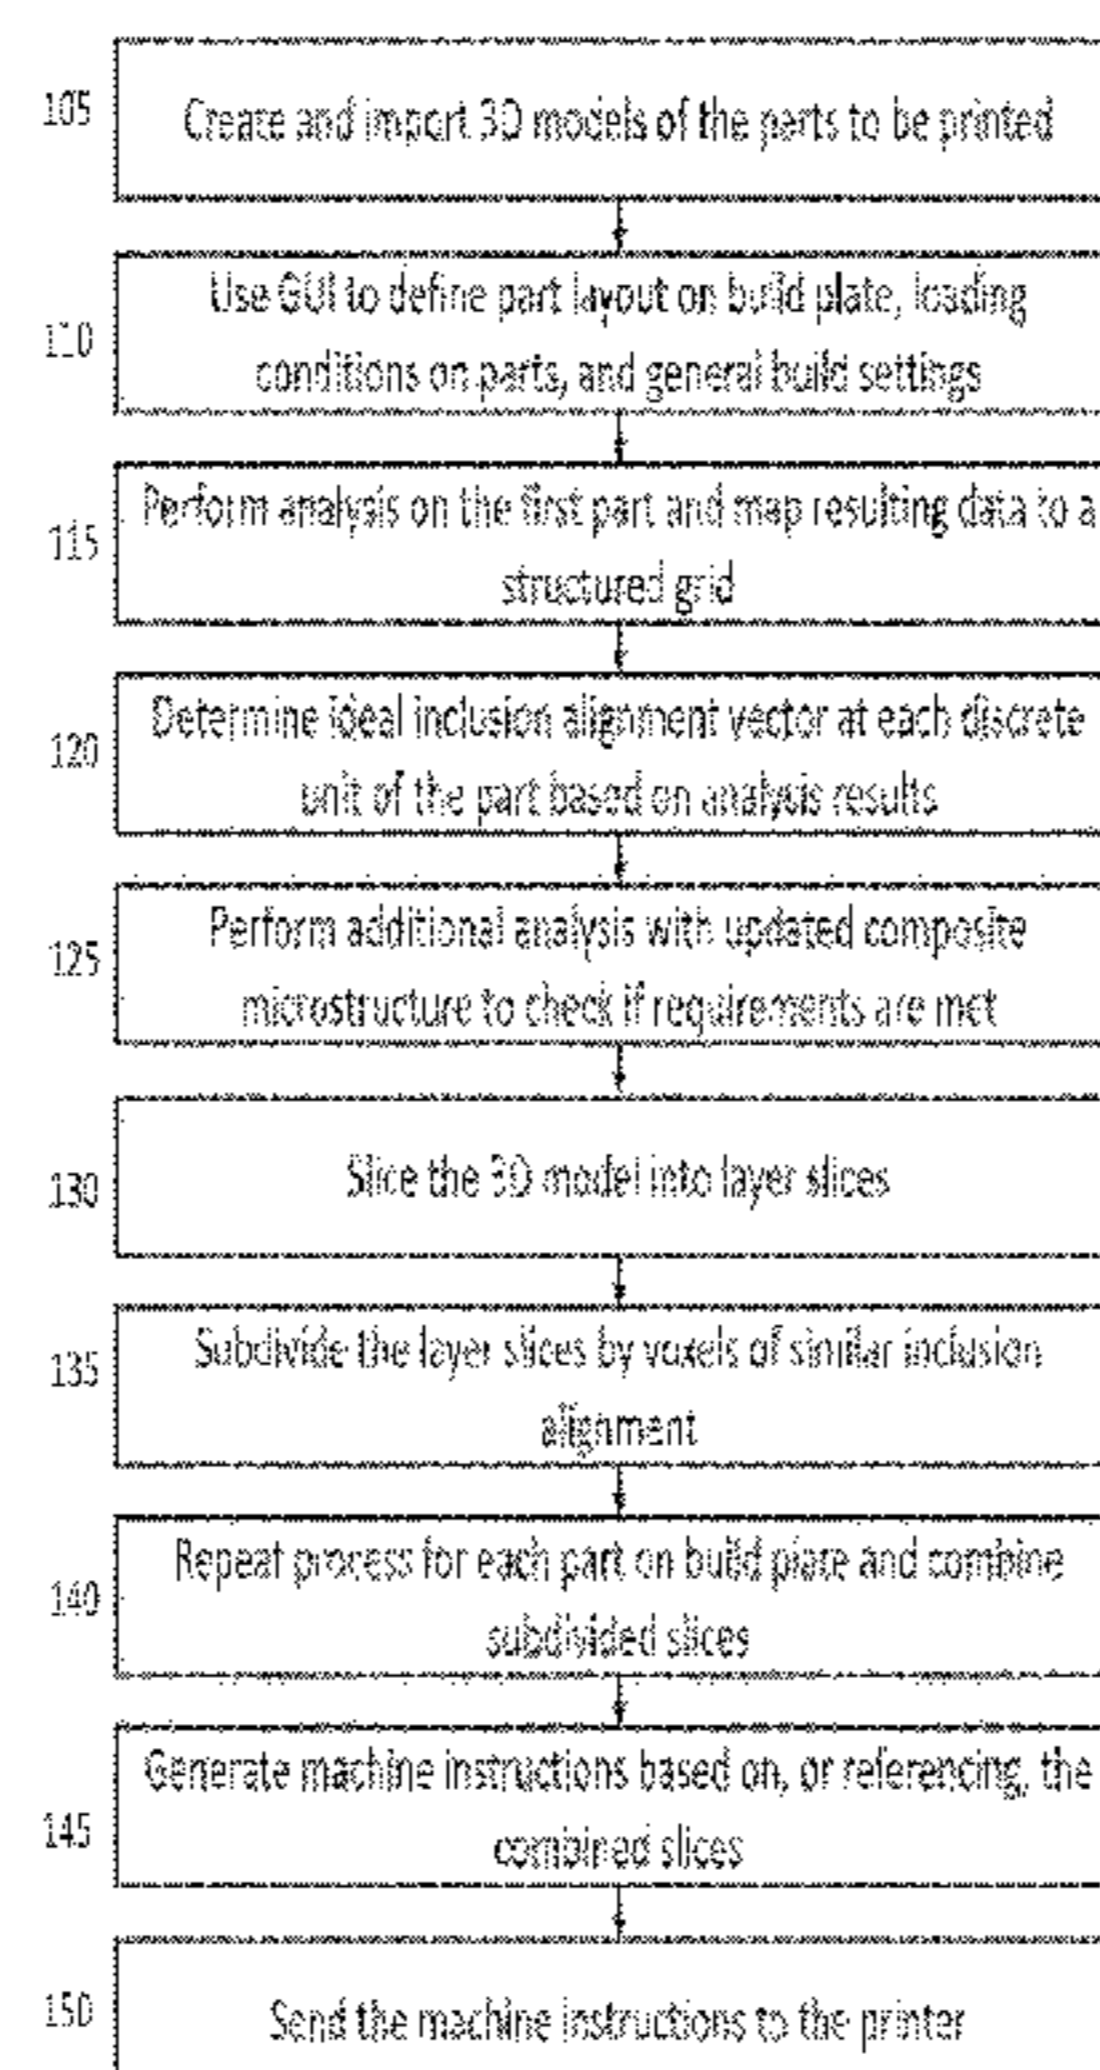 105
Create and import 3D models of the parts to be printed
110
Use GUI to define part layout on build plate, loading
conditions on parts, and general build settings
115
Perform analysis on the first part and map resulting data to a
structured grid
120
Determine ideal inclusion alignment vector at each discrete
unit of the part based on analysis results
125
Perform additional analysis with updated composite
microstructure to check if requirements are met
130
Slice the 3D model into layer slices
135
Subdivide the layer slices by voxels of similar inclusion
alignment
140
Repeat process for each part on build plate and combine
subdivided slices
145
Generate machine instructions based on, or referencing, the
combined slices
150
Send the machine instructions to the printer